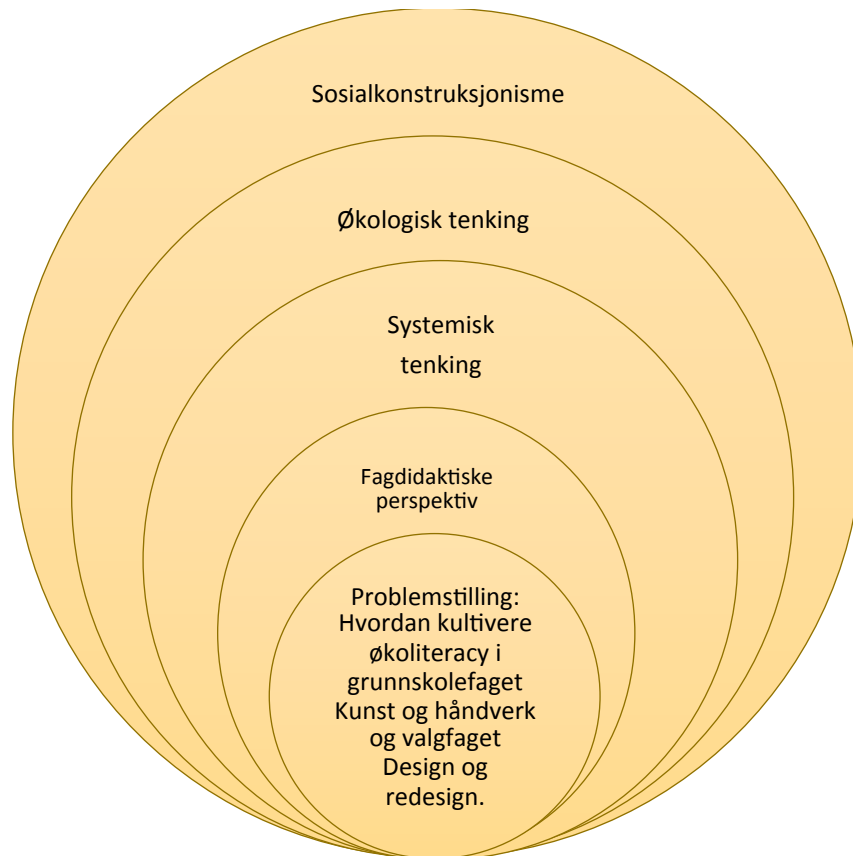 Sosialkonstruksjonisme
Økologisk tenking
Systemisk
tenking
Fagdidaktiske
perspektiv
Problemstilling:
Hvordan kultivere
økoliteracy i
grunnskolefaget
Kunst og håndverk
og valgfaget
Design og
redesign.